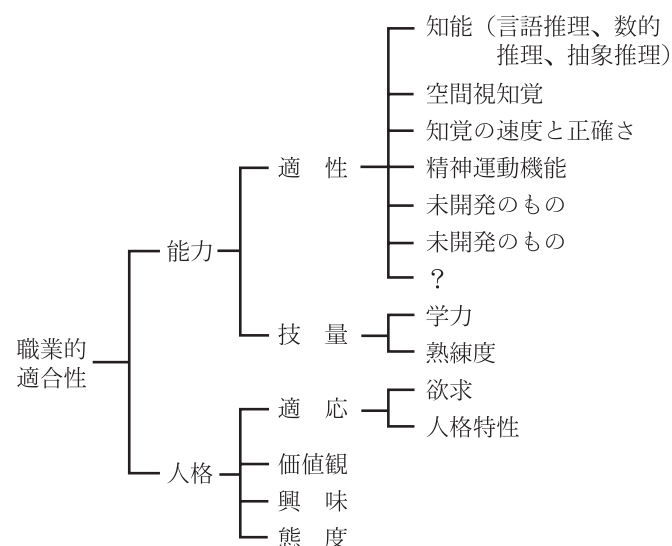 職業的
適合性
能力
適 性
知能（言語推理、数的
推理、抽象推理）
空間視知覚
知覚の速度と正確さ
精神運動機能
未開発のもの
未開発のもの
？
技 量
学力
熟練度
人格
適 応
欲求
人格特性
価値観
興 味
態 度